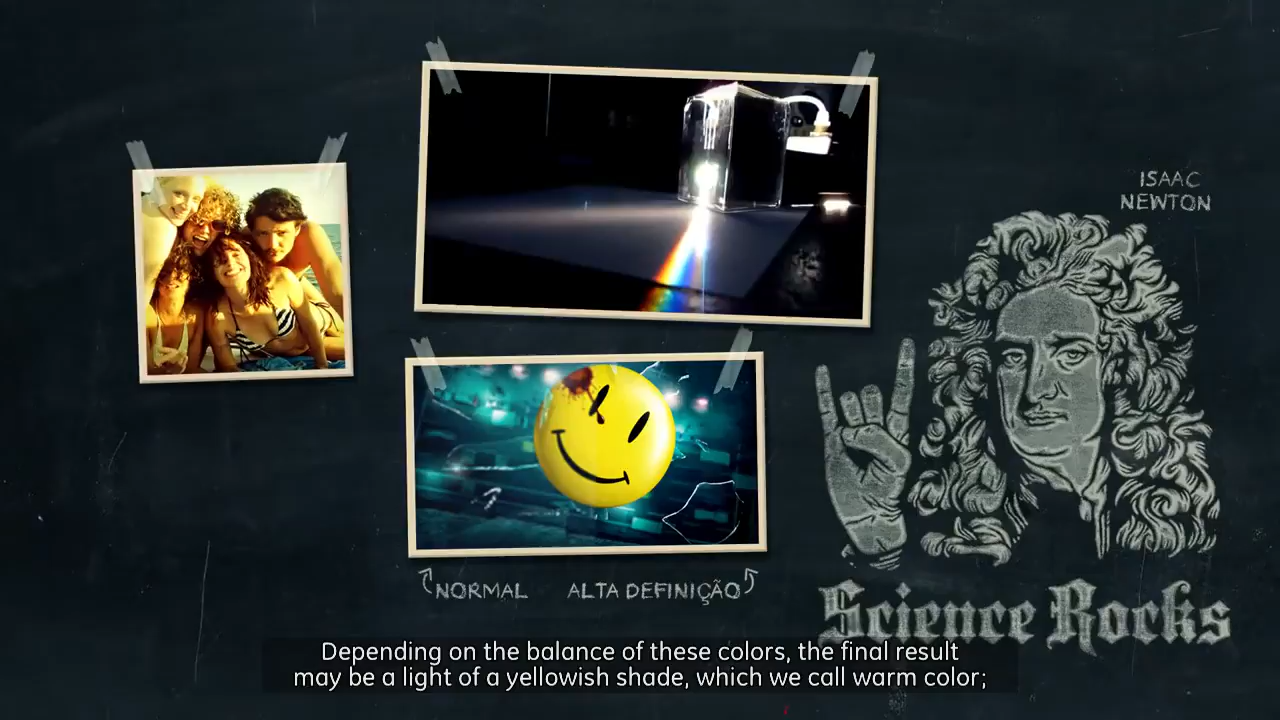 ISAAC
NEWTON
NORMAL ALTA DEFINIÇÃO
Science Rocks
Depending on the balance of these colors, the final result
may be a light of a yellowish shade, which we call warm color;